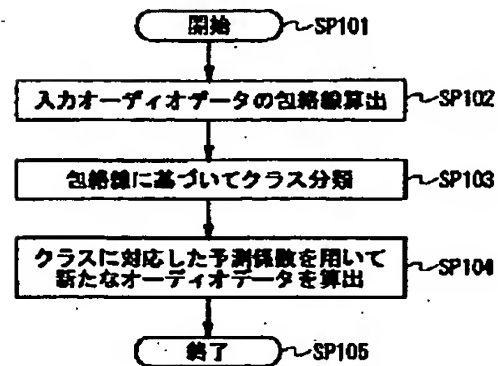 開始 SP101
入力オーディオデータの包絡線算出 SP102
包絡線に基づいてクラス分類 SP103
クラスに対応した予測係数を用いて
新たなオーディオデータを算出 SP104
終了 SP105